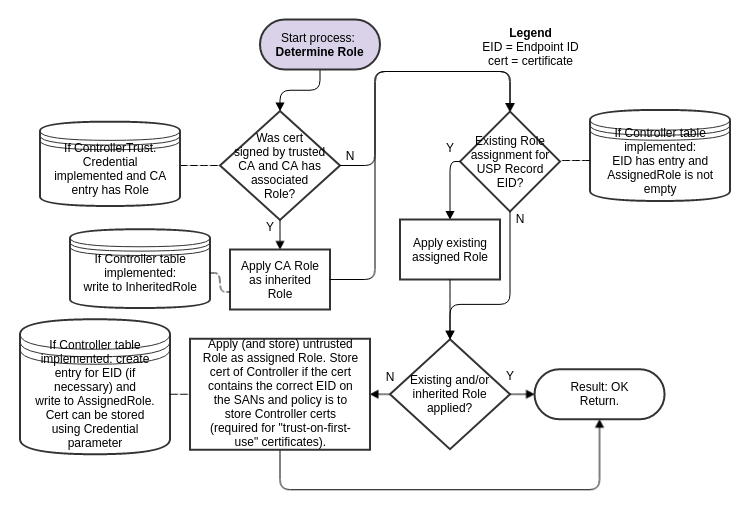 Start process:
Determine Role
Legend
EID = Endpoint ID
cert = certificate
If ControllerTrust.
Credential
implemented and CA
entry has Role
Was cert
signed by trusted
CA and CA has
associated
Role?
N
Y
Existing Role
assignment for
USP Record
EID?
Y
N
If Controller table
implemented:
EID has entry and
AssignedRole is not
empty
If Controller table
implemented:
write to InheritedRole
Apply CA Role
as inherited
Role
Apply existing
assigned Role
If Controller table
implemented: create
entry for EID (if
necessary) and
write to AssignedRole.
Cert can be stored
using Credential
parameter
Apply (and store) untrusted
Role as assigned Role. Store
cert of Controller if the cert
contains the correct EID on
the SANs and policy is to
store Controller certs
(required for "trust-on-first-
use" certificates).
N
Existing and/or
inherited Role
applied?
Y
Result: OK
Return.